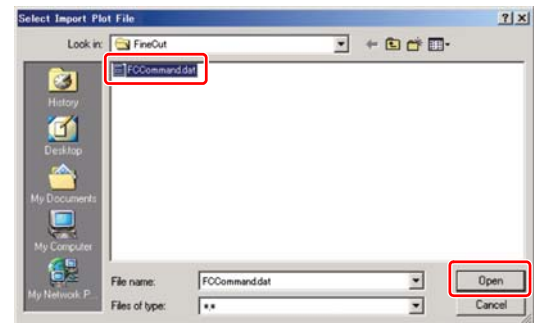 Select Import Plot File
Look in: FineCut
FCCommand.dat
History
Desktop
My Documents
My Computer
My Network P...
File name: FCCommand.dat Open
Files of type: *.* Cancel